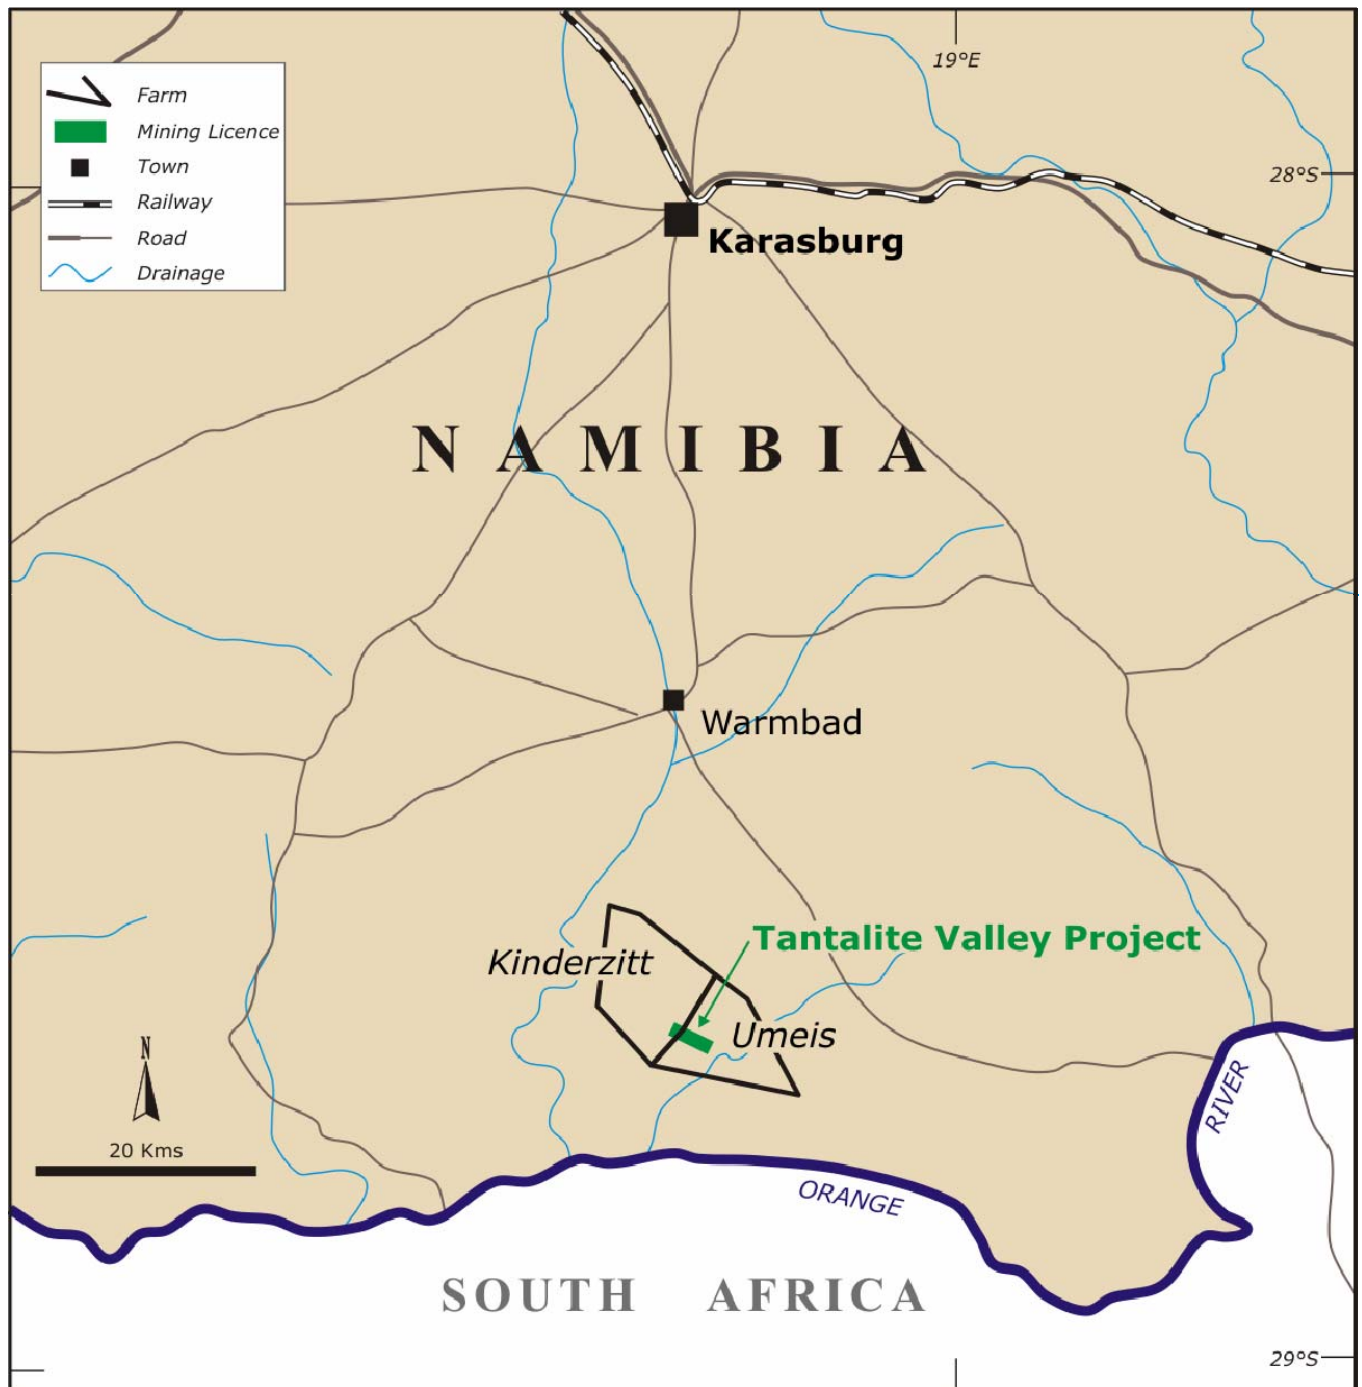 19°E
Farm
Mining Licence
Town
Railway
Road
Drainage
28°S
Karasburg
NAMIBIA
Warmbad
Tantalite Valley Project
Kinderzitt
Umeis
N
20 Kms
RIVER
ORANGE
SOUTH AFRICA
29°S